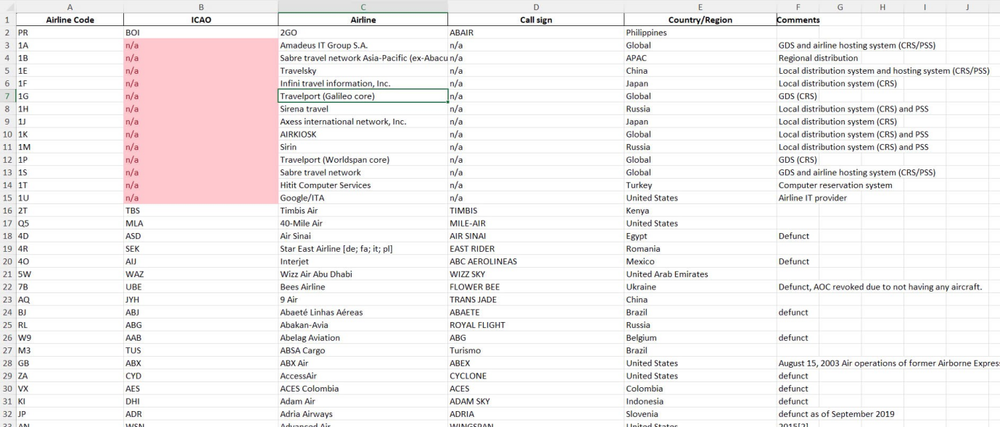 A B C D E F G H I J
1 Airline Code ICAO Airline Call sign Country/Region Comments
2 PR BOI 2GO ABAIR Philippines
3 1A n/a Amadeus IT Group S.A. n/a Global GDS and airline hosting system (CRS/PSS)
4 1B n/a Sabre travel network Asia-Pacific (ex-Abacu n/a APAC Regional distribution
5 1E n/a Travelsky n/a China Local distribution system and hosting system (CRS/PSS)
6 1F n/a Infini travel information, Inc. n/a Japan Local distribution system (CRS)
7 1G n/a Travelport (Galileo core) n/a Global GDS (CRS)
8 1H n/a Sirena travel n/a Russia Local distribution system (CRS) and PSS
9 1J n/a Axess international network, Inc. n/a Japan Local distribution system (CRS)
10 1K n/a AIRKIOSK n/a Global Local distribution system (CRS) and PSS
11 1M n/a Sirin n/a Russia Local distribution system (CRS) and PSS
12 1P n/a Travelport (Worldspan core) n/a Global GDS (CRS)
13 1S n/a Sabre travel network n/a Global GDS and airline hosting system (CRS/PSS)
14 1T n/a Hitit Computer Services n/a Turkey Computer reservation system
15 1U n/a Google/ITA n/a United States Airline IT provider
16 2T TBS Timbis Air TIMBIS Kenya
17 Q5 MLA 40-Mile Air MILE-AIR United States
18 4D ASD Air Sinai AIR SINAI Egypt Defunct
19 4R SEK Star East Airline [de; fa; it; pl] EAST RIDER Romania
20 4O AIJ Interjet ABC AEROLINEAS Mexico Defunct
21 5W WAZ Wizz Air Abu Dhabi WIZZ SKY United Arab Emirates
22 7B UBE Bees Airline FLOWER BEE Ukraine Defunct, AOC revoked due to not having any aircraft.
23 AQ JYH 9 Air TRANS JADE China
24 BJ ABJ Abaeté Linhas Aéreas ABAETE Brazil defunct
25 RL ABG Abakan-Avia ROYAL FLIGHT Russia
26 W9 AAB Abelag Aviation ABG Belgium defunct
27 M3 TUS ABSA Cargo Turismo Brazil
28 GB ABX ABX Air ABEX United States August 15, 2003 Air operations of former Airborne Expres
29 ZA CYD AccessAir CYCLONE United States defunct
30 VX AES ACES Colombia ACES Colombia defunct
31 KI DHI Adam Air ADAM SKY Indonesia defunct
32 JP ADR Adria Airways ADRIA Slovenia defunct as of September 2019
33 AN WSN Advanced Air WINGSPAN United States 2015[2]